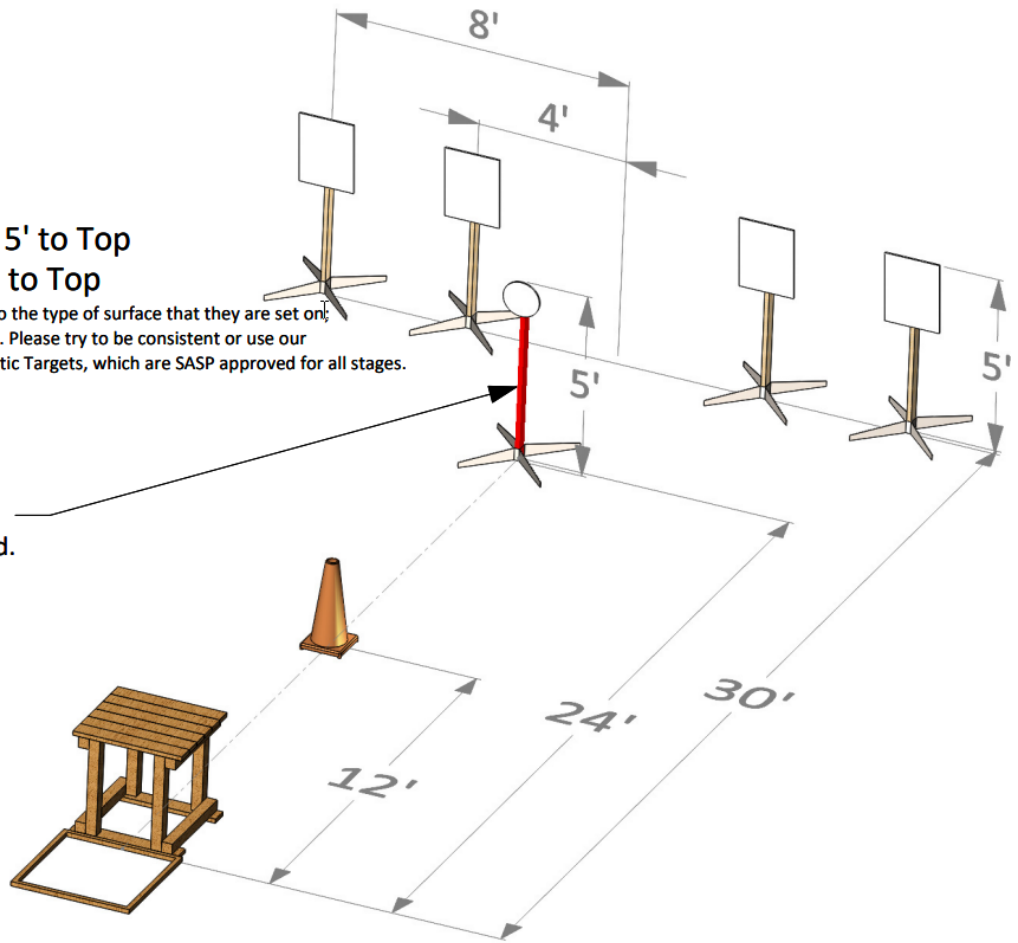 8'
4'
5' to Top
to Top
o the type of surface that they are set on;
. Please try to be consistent or use our
tic Targets, which are SASP approved for all stages.
5'
5'
d.
24'
30'
12'